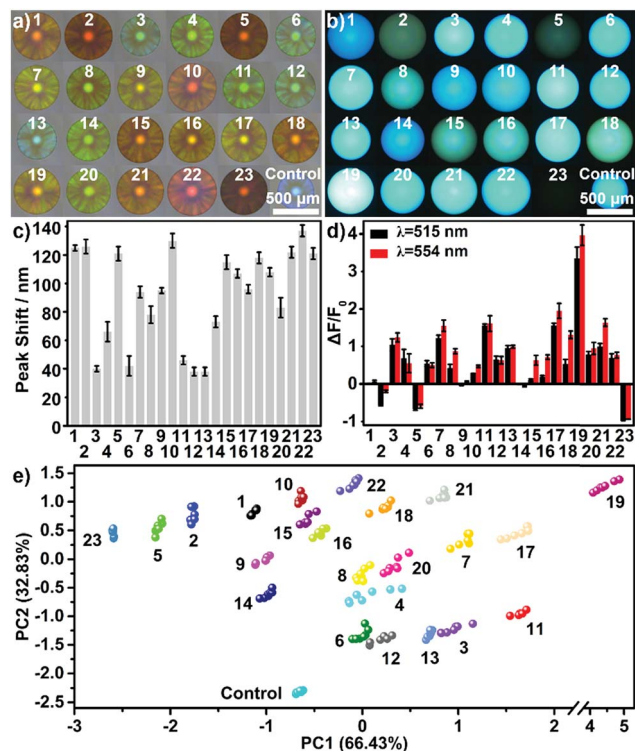 a)
1 2 3 4 5 6
7 8 9 10 11 12
13 14 15 16 17 18
19 20 21 22 23 Control
500 μm
b)
1 2 3 4 5 6
7 8 9 10 11 12
13 14 15 16 17 18
19 20 21 22 23 Control
500 μm
c)
Peak Shift / nm
140
120
100
80
60
40
20
0
1 3 5 7 9 11 13 15 17 19 21 23
2 4 6 8 10 12 14 16 18 20 22
d)
λ=515 nm
λ=554 nm
ΔF/F0
4
3
2
1
0
-1
1 3 5 7 9 11 13 15 17 19 21 23
2 4 6 8 10 12 14 16 18 20 22
e)
PC2 (32.83%)
1.5
1.0
0.5
0.0
-0.5
-1.0
-1.5
-2.0
-2.5
23 5 2 1 10 22 21 19
15 16 18 17
9 14 8 20 7
4
6 12 13 3 11
Control
-3 -2 -1 0 1 2 4 5
PC1 (66.43%)